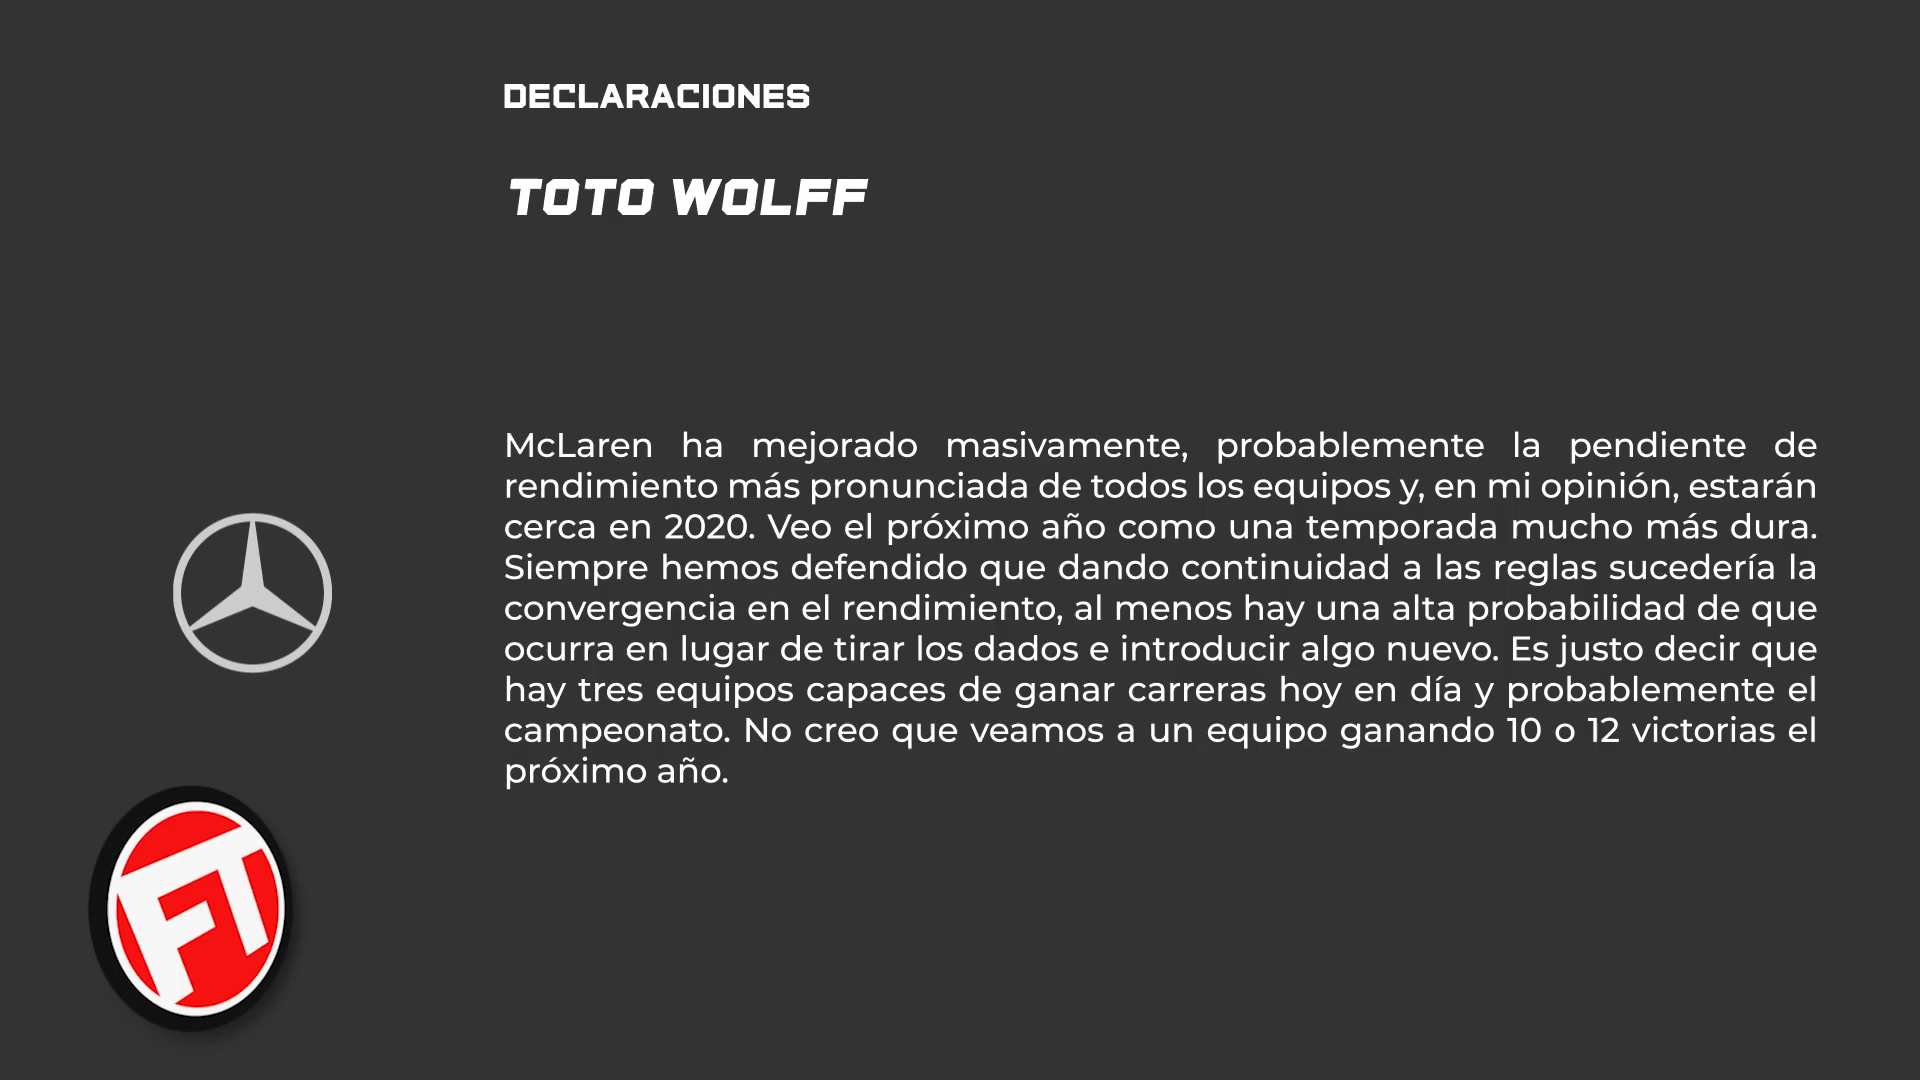 DECLARACIONES
TOTO WOLFF
McLaren ha mejorado masivamente, probablemente la pendiente de
rendimiento más pronunciada de todos los equipos y, en mi opinión, estarán
cerca en 2020. Veo el próximo año como una temporada mucho más dura.
Siempre hemos defendido que dando continuidad a las reglas sucedería la
convergencia en el rendimiento, al menos hay una alta probabilidad de que
ocurra en lugar de tirar los dados e introducir algo nuevo. Es justo decir que
hay tres equipos capaces de ganar carreras hoy en día y probablemente el
campeonato. No creo que veamos a un equipo ganando 10 o 12 victorias el
próximo año.
FT